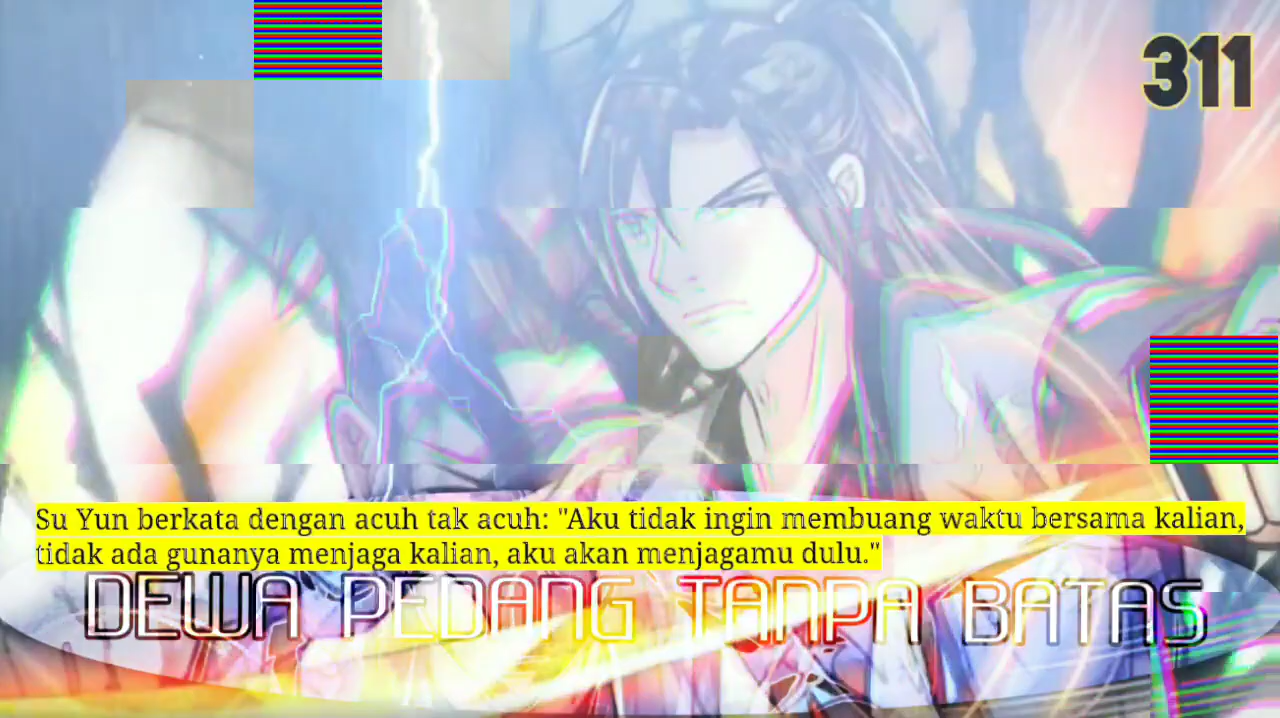 311
Su Yun berkata dengan acuh tak acuh: "Aku tidak ingin membuang waktu bersama kalian,
tidak ada gunanya menjaga kalian, aku akan menjagamu dulu."
DEWA PEDANG TANPA BATAS